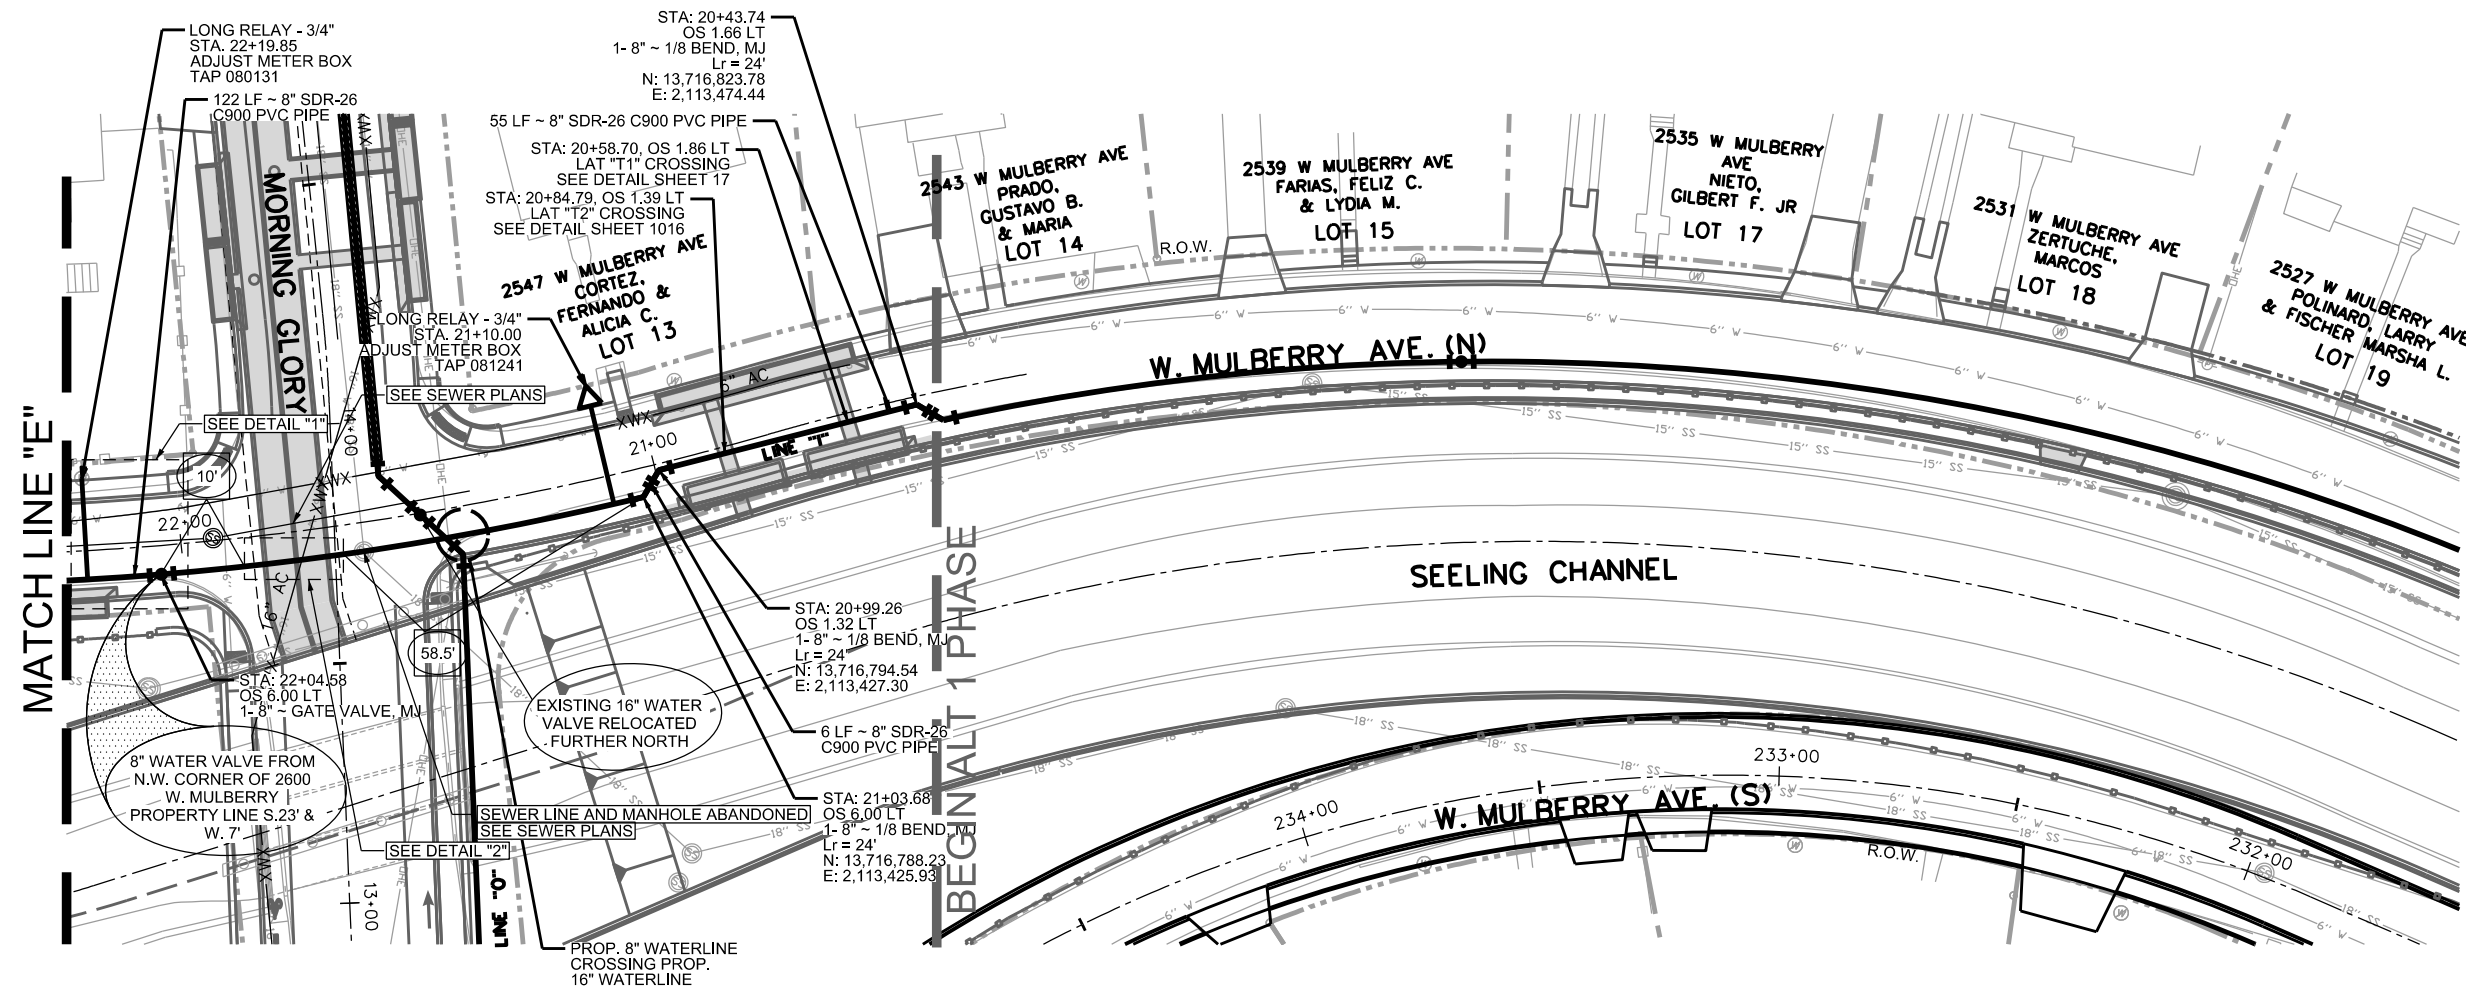 LONG RELAY - 3/4"
STA. 22+19.85
ADJUST METER BOX
TAP 080131
122 LF ~ 8" SDR-26
C900 PVC PIPE
STA: 20+43.74
OS 1.66 LT
1- 8" ~ 1/8 BEND, MJ
Lr = 24'
N: 13,716,823.78
E: 2,113,474.44
55 LF ~ 8" SDR-26 C900 PVC PIPE
STA: 20+58.70, OS 1.86 LT
LAT "T1" CROSSING
SEE DETAIL SHEET 17
STA: 20+84.79, OS 1.39 LT
LAT "T2" CROSSING
SEE DETAIL SHEET 1016
2547 W MULBERRY AVE
CORTEZ,
FERNANDO &
ALICIA C.
LOT 13
LONG RELAY - 3/4"
STA. 21+10.00
ADJUST METER BOX
TAP 081241
SEE SEWER PLANS
SEE DETAIL "1"
MORNING GLORY
2543 W MULBERRY AVE
PRADO,
GUSTAVO B.
& MARIA
LOT 14
R.O.W.
2539 W MULBERRY AVE
FARIAS, FELIZ C.
& LYDIA M.
LOT 15
2535 W MULBERRY
AVE
NIETO,
GILBERT F. JR
LOT 17
2531 W MULBERRY AVE
ZERTUCHE,
MARCOS
LOT 18
2527 W MULBERRY AVE
POLINARD, LARRY
& FISCHER MARSHA L.
LOT 19
W. MULBERRY AVE. (N)
MATCH LINE "E"
10'
22+00
21+00
14+00
LINE "T"
6" AC
16" AC
XWX
XWX
XWX
OHE
18" SS
6" W
15" SS
SEELING CHANNEL
BEGIN ALT 1 PHASE
STA: 20+99.26
OS 1.32 LT
1- 8" ~ 1/8 BEND, MJ
Lr = 24'
N: 13,716,794.54
E: 2,113,427.30
58.5'
STA: 22+04.58
OS 6.00 LT
1- 8" ~ GATE VALVE, MJ
EXISTING 16" WATER
VALVE RELOCATED
FURTHER NORTH
6 LF ~ 8" SDR-26
C900 PVC PIPE
8" WATER VALVE FROM
N.W. CORNER OF 2600
W. MULBERRY
PROPERTY LINE S.23' &
W. 7'
STA: 21+03.68
OS 6.00 LT
1- 8" ~ 1/8 BEND, MJ
Lr = 24'
N: 13,716,788.23
E: 2,113,425.93
SEWER LINE AND MANHOLE ABANDONED
SEE SEWER PLANS
SEE DETAIL "2"
13+00
LINE "O"
PROP. 8" WATERLINE
CROSSING PROP.
16" WATERLINE
234+00
233+00
232+00
W. MULBERRY AVE. (S)
R.O.W.